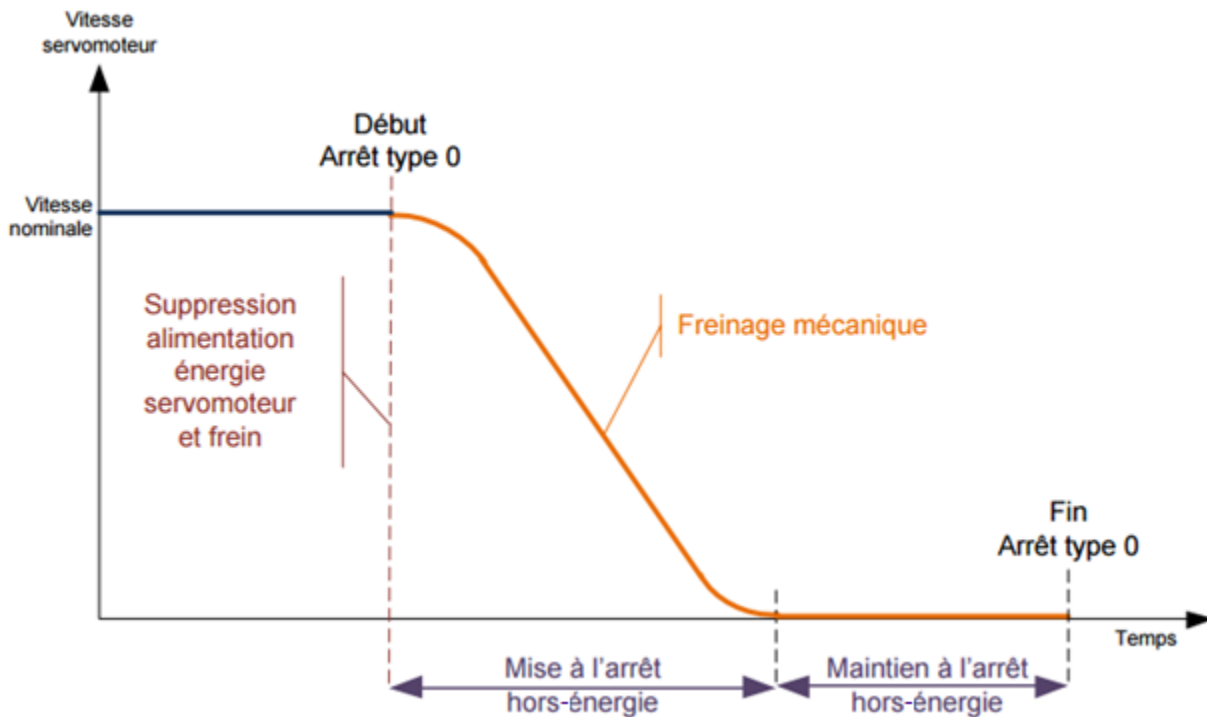 Vitesse
servomoteur
Début
Arrêt type 0
Vitesse
nominale
Suppression
alimentation
énergie
servomoteur
et frein
Freinage mécanique
Fin
Arrêt type 0
Temps
Mise à l'arrêt
hors-énergie
Maintien à l'arrêt
hors-énergie